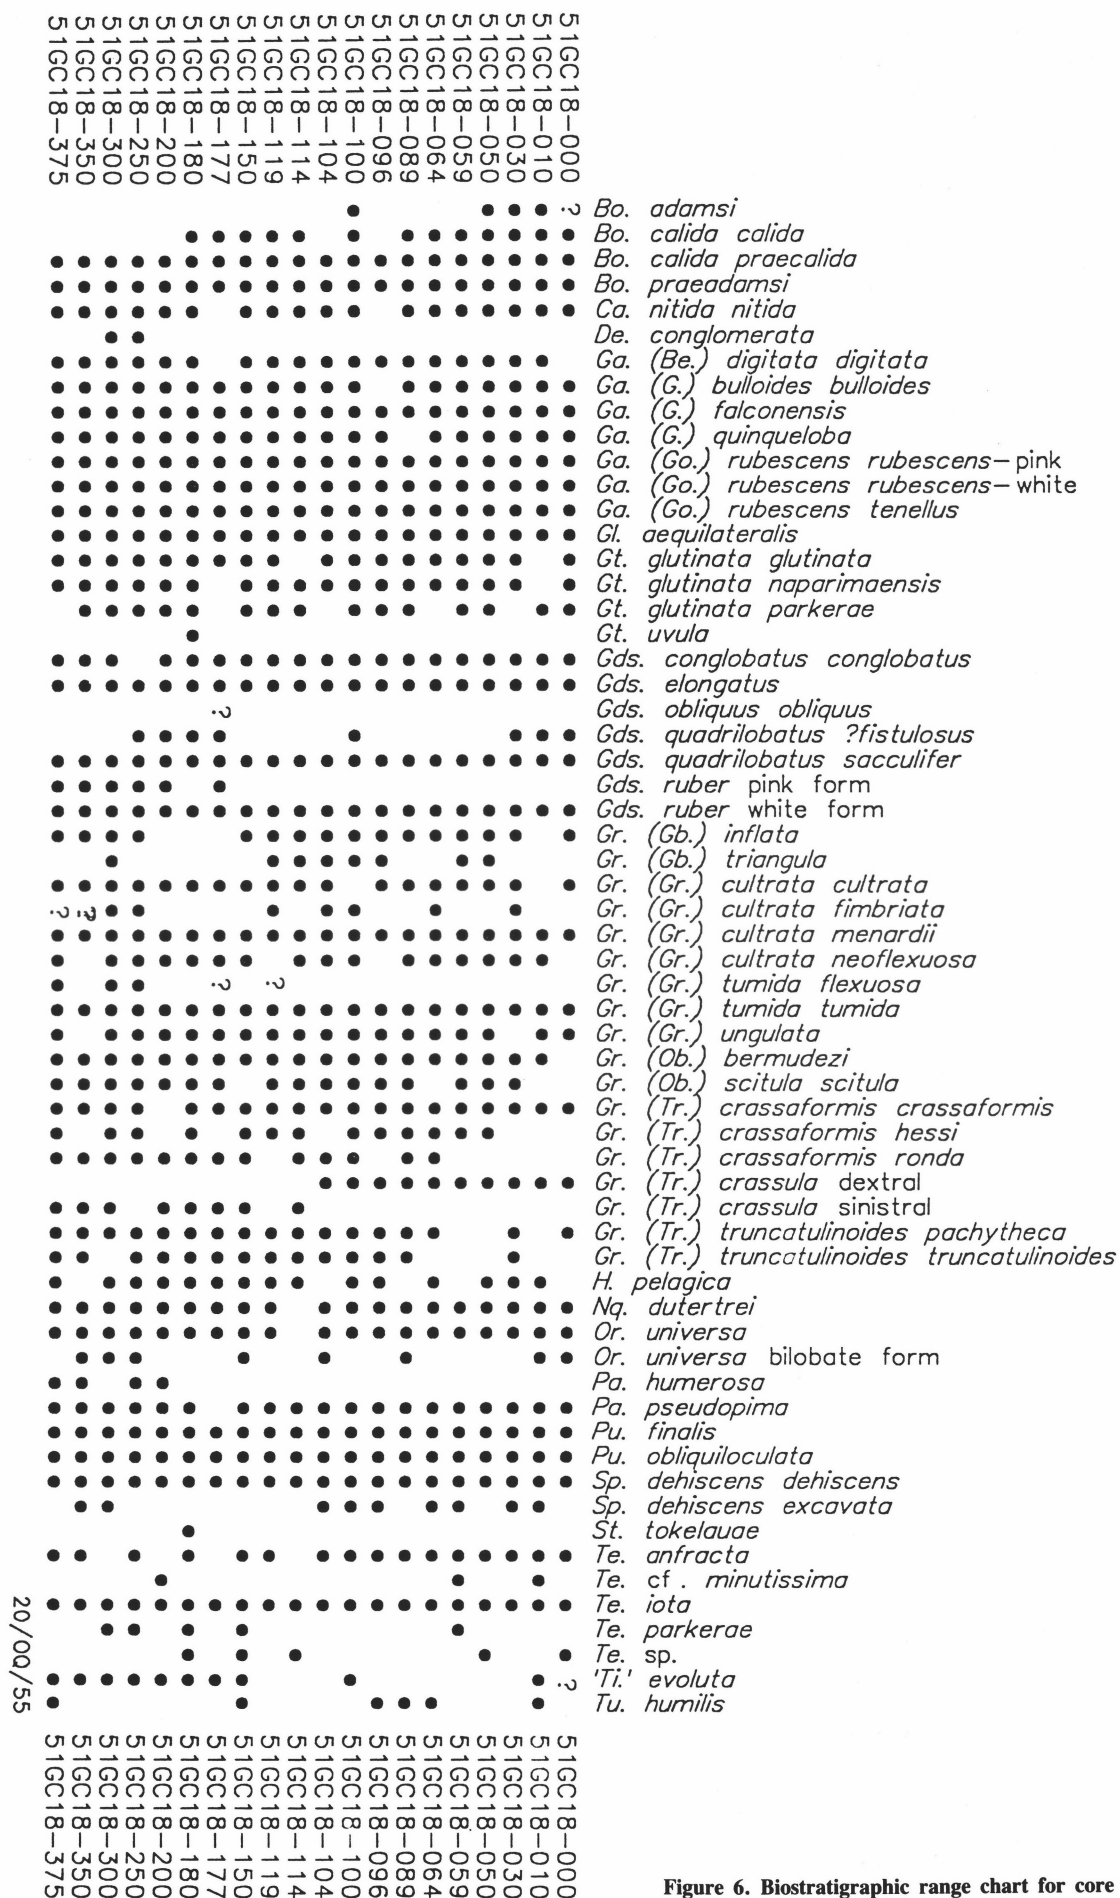 51GC18-000
51GC18-010
51GC18-030
51GC18-050
51GC18-059
51GC18-064
51GC18-089
51GC18-096
51GC18-100
51GC18-104
51GC18-114
51GC18-119
51GC18-150
51GC18-177
51GC18-180
51GC18-200
51GC18-250
51GC18-300
51GC18-350
51GC18-375
? Bo. adamsi
Bo. calida calida
Bo. calida praecalida
Bo. praeadamsi
Ca. nitida nitida
De. conglomerata
Ga. (Be.) digitata digitata
Ga. (G.) bulloides bulloides
Ga. (G.) falconensis
Ga. (G.) quinqueloba
Ga. (Go.) rubescens rubescens-pink
Ga. (Go.) rubescens rubescens-white
Ga. (Go.) rubescens tenellus
Gl. aequilateralis
Gt. glutinata glutinata
Gt. glutinata naparimaensis
Gt. glutinata parkerae
Gt. uvula
Gds. conglobatus conglobatus
Gds. elongatus
? Gds. obliquus obliquus
Gds. quadrilobatus ?fistulosus
Gds. quadrilobatus sacculifer
Gds. ruber pink form
Gds. ruber white form
Gr. (Gb.) inflata
Gr. (Gb.) triangula
Gr. (Gr.) cultrata cultrata
? ? Gr. (Gr.) cultrata fimbriata
Gr. (Gr.) cultrata menardii
Gr. (Gr.) cultrata neoflexuosa
? ? Gr. (Gr.) tumida flexuosa
Gr. (Gr.) tumida tumida
Gr. (Gr.) ungulata
Gr. (Ob.) bermudezi
Gr. (Ob.) scitula scitula
Gr. (Tr.) crassaformis crassaformis
Gr. (Tr.) crassaformis hessi
Gr. (Tr.) crassaformis ronda
Gr. (Tr.) crassula dextral
Gr. (Tr.) crassula sinistral
Gr. (Tr.) truncatulinoides pachytheca
Gr. (Tr.) truncatulinoides truncatulinoides
H. pelagica
Nq. dutertrei
Or. universa
Or. universa bilobate form
Pa. humerosa
Pa. pseudopima
Pu. finalis
Pu. obliquiloculata
Sp. dehiscens dehiscens
Sp. dehiscens excavata
St. tokelauae
Te. anfracta
Te. cf. minutissima
Te. iota
Te. parkerae
Te. sp.
? 'Ti.' evoluta
Tu. humilis
20/OQ/55
51GC18-000
51GC18-010
51GC18-030
51GC18-050
51GC18-059
51GC18-064
51GC18-089
51GC18-096
51GC18-100
51GC18-104
51GC18-114
51GC18-119
51GC18-150
51GC18-177
51GC18-180
51GC18-200
51GC18-250
51GC18-300
51GC18-350
51GC18-375
Figure 6. Biostratigraphic range chart for core